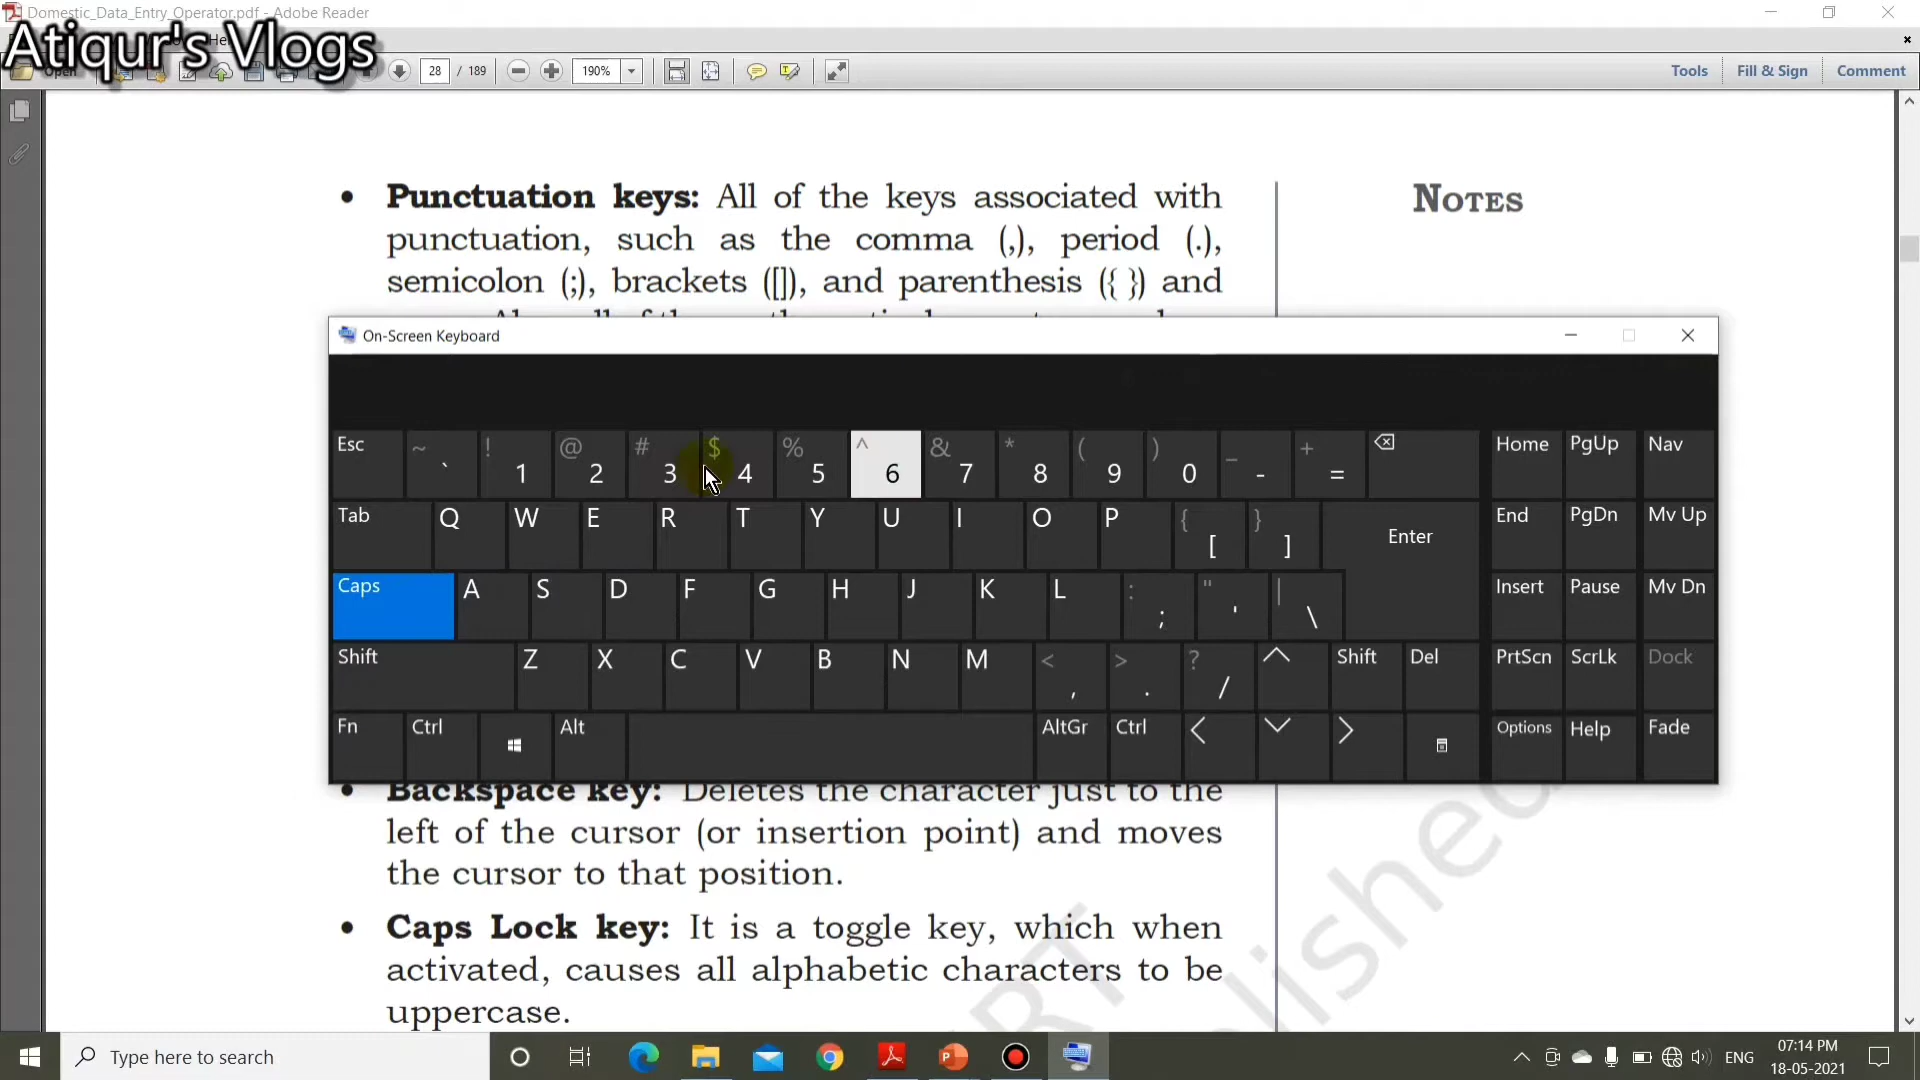 Domestic_Data_Entry_Operator.pdf - Adobe Reader
Atiqur's Vlogs
Open
28 / 189
190%
Tools
Fill & Sign
Comment
• Punctuation keys: All of the keys associated with
punctuation, such as the comma (,), period (.),
semicolon (;), brackets ([]), and parenthesis ({ }) and
NOTES
On-Screen Keyboard
Esc ~ ` ! 1 @ 2 # 3 $ 4 % 5 ^ 6 & 7 * 8 ( 9 ) 0 _ - + = Home PgUp Nav
Tab Q W E R T Y U I O P { [ } ] Enter End PgDn Mv Up
Caps A S D F G H J K L : ; " ' | \ Insert Pause Mv Dn
Shift Z X C V B N M < , > . ? / Shift Del PrtScn ScrLk Dock
Fn Ctrl Alt AltGr Ctrl Options Help Fade
• Backspace key: Deletes the character just to the
left of the cursor (or insertion point) and moves
the cursor to that position.
• Caps Lock key: It is a toggle key, which when
activated, causes all alphabetic characters to be
uppercase.
Type here to search
ENG
07:14 PM
18-05-2021